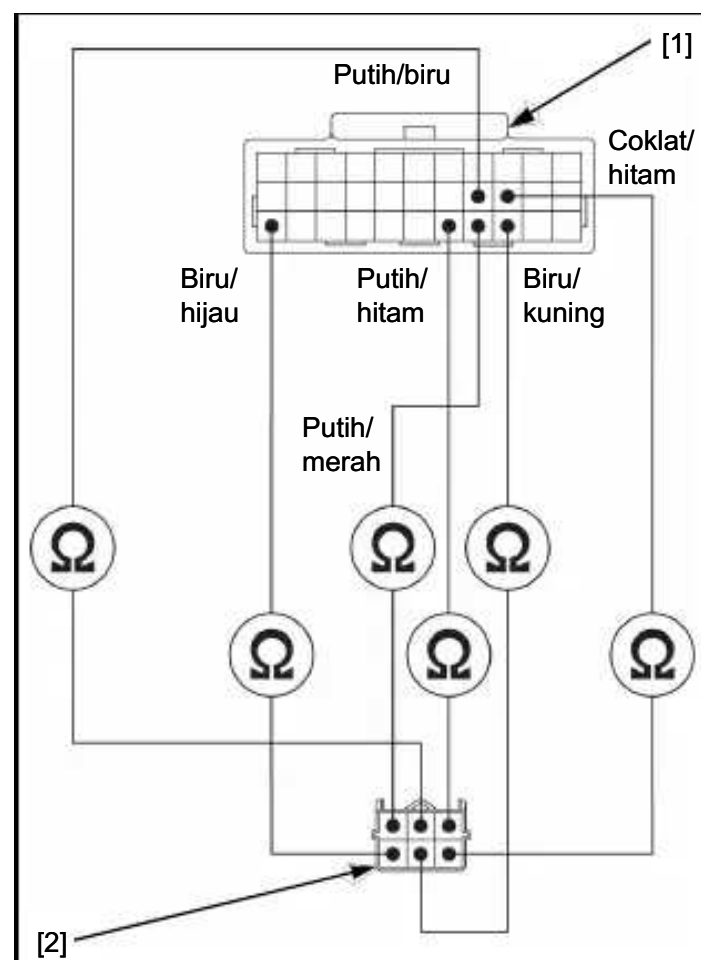 [1]
Putih/biru
Coklat/
hitam
Biru/
hijau
Putih/
hitam
Biru/
kuning
Putih/
merah
Ω
Ω
Ω
Ω
Ω
Ω
[2]